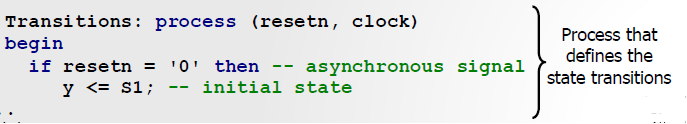 Transitions: process (resetn, clock)
begin
if resetn = '0' then -- asynchronous signal
y <= S1; -- initial state
Process that
defines the
state transitions